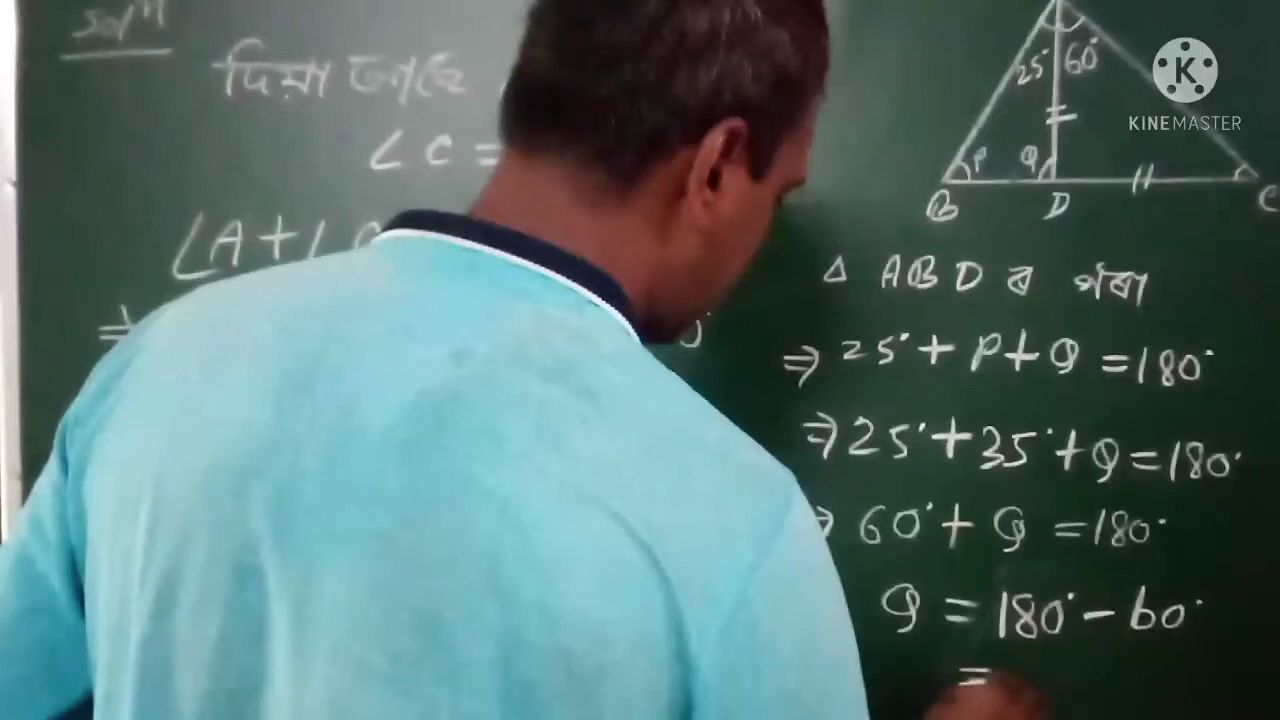 Solⁿ
দিয়া আছে
∠C =
∠A + ∠
⇒
25° 60°
P Q
B D C
KINEMASTER
△ ABD ৰ পৰা
⇒ 25° + P + Q = 180°
⇒ 25° + 35° + Q = 180°
⇒ 60° + Q = 180°
Q = 180° - 60°
=